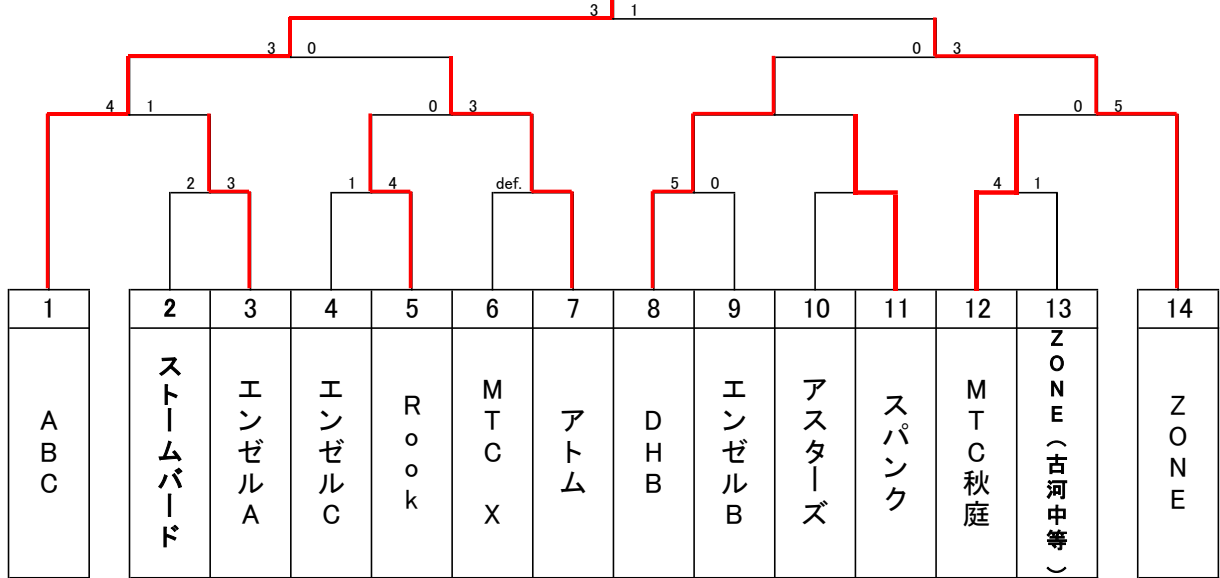 3 1
3 0
0 3
4 1
0 3
0 5
2 3
1 4
def.
5 0
4 1
1
2
3
4
5
6
7
8
9
10
11
12
13
14
ABC
ストームバード
エンゼルA
エンゼルC
Rook
MTC X
アトム
DHB
エンゼルB
アスターズ
スパンク
MTC秋庭
ZONE(古河中等)
ZONE